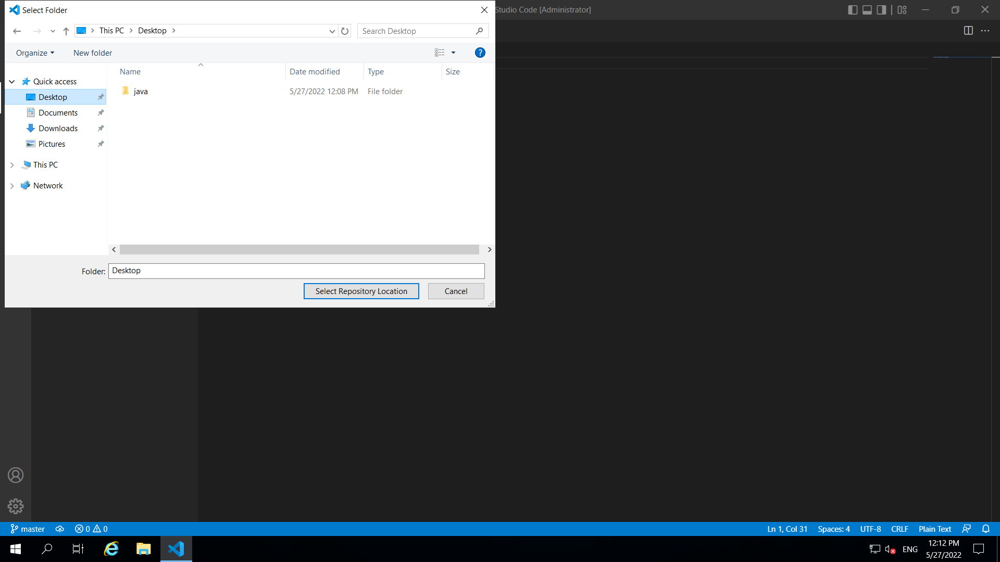 Select Folder
Studio Code [Administrator]
This PC
Desktop
Search Desktop
Organize
New folder
Name
Date modified
Type
Size
Quick access
java
5/27/2022 12:08 PM
File folder
Desktop
Documents
Downloads
Pictures
This PC
Network
Folder:
Desktop
Select Repository Location
Cancel
master
0
0
Ln 1, Col 31
Spaces: 4
UTF-8
CRLF
Plain Text
ENG
12:12 PM
5/27/2022